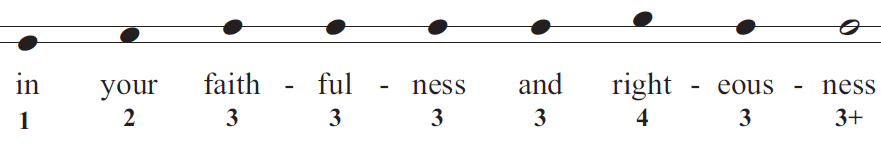 in your faith - ful - ness and right - eous - ness
1 2 3 3 3 3 4 3 3+